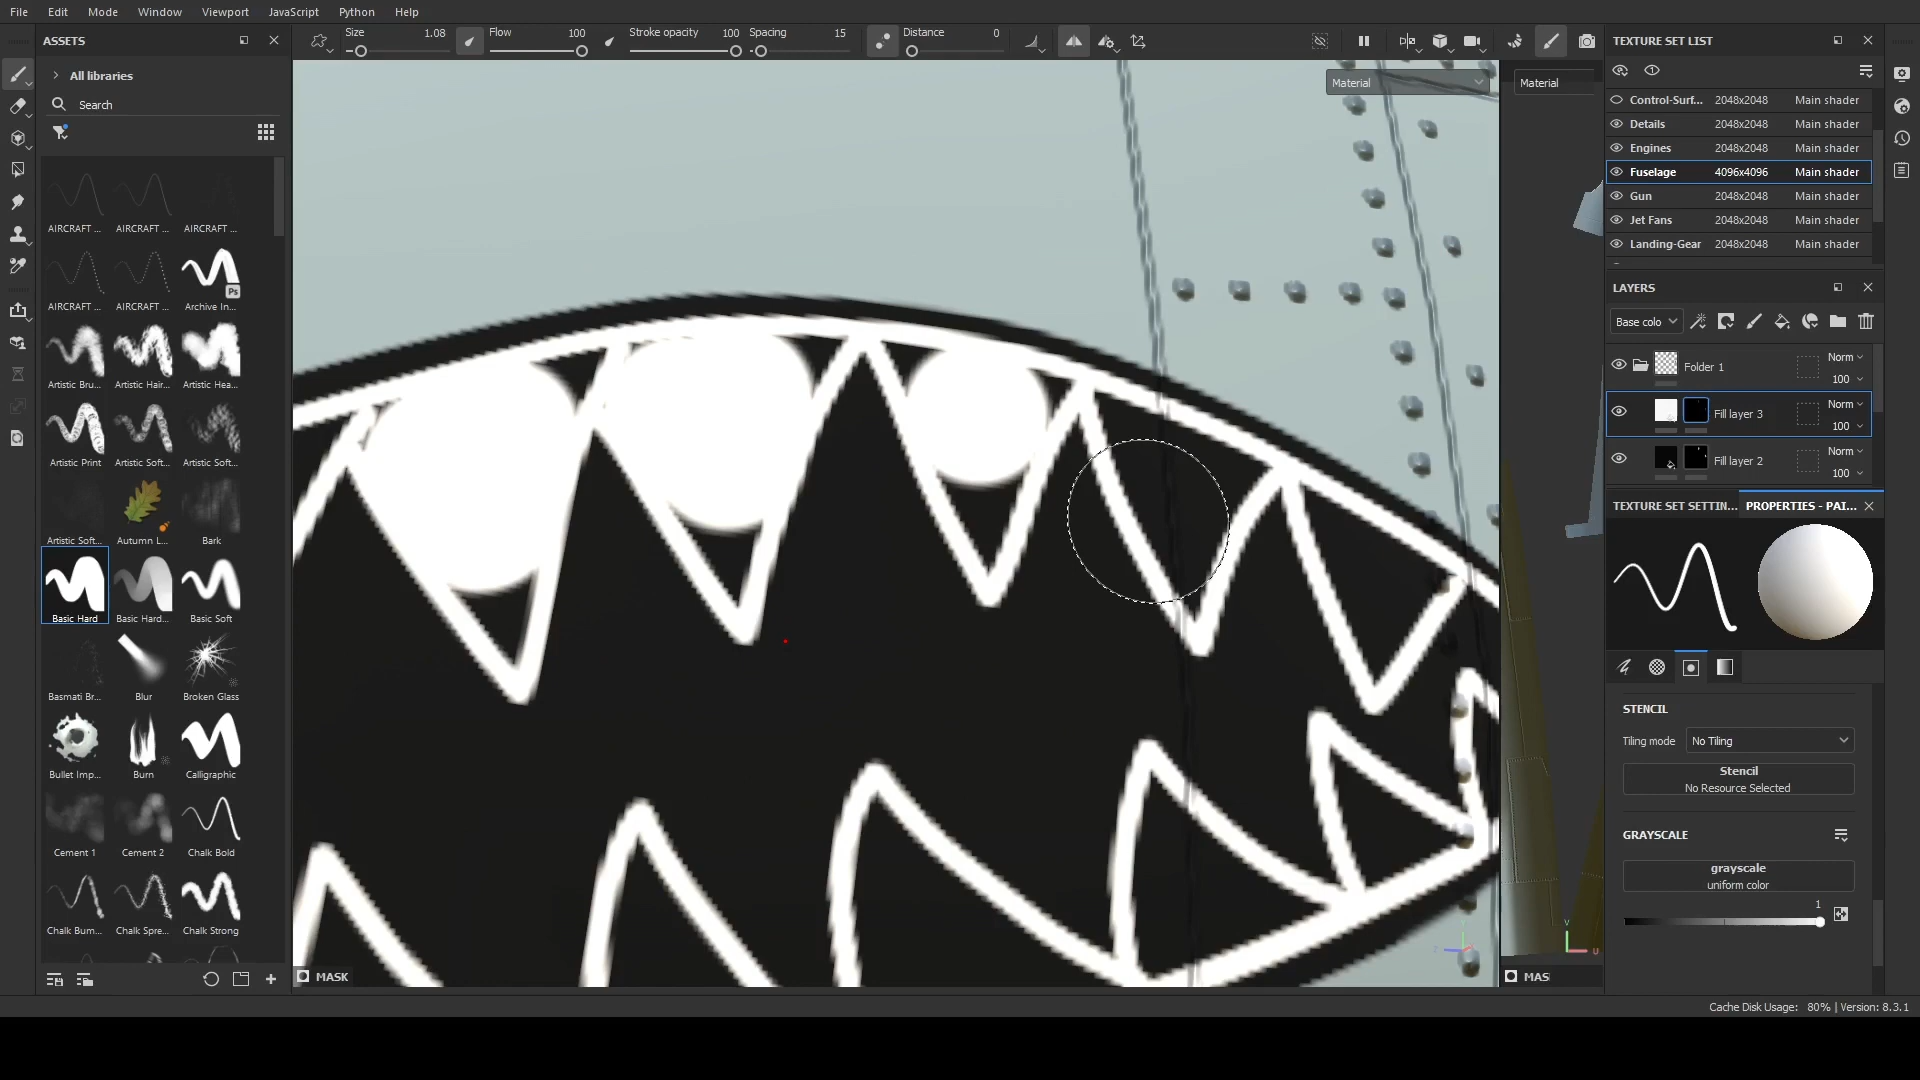 File Edit Mode Window Viewport JavaScript Python Help
ASSETS
All libraries
Search
AIRCRAFT ... AIRCRAFT ... AIRCRAFT ...
AIRCRAFT ... AIRCRAFT ... Archive In...
Ps
Artistic Bru... Artistic Hair... Artistic Hea...
Artistic Print Artistic Soft... Artistic Sof...
Artistic Soft... Autumn L... Bark
Basic Hard Basic Hard... Basic Soft
Basmati Br... Blur Broken Glass
Bullet Imp... Burn Calligraphic
Cement 1 Cement 2 Chalk Bold
Chalk Bum... Chalk Spre... Chalk Strong
Size 1.08 Flow 100 Stroke opacity 100 Spacing 15 Distance 0
Material
Material
MASK
MAS
TEXTURE SET LIST
Control-Surf... 2048x2048 Main shader
Details 2048x2048 Main shader
Engines 2048x2048 Main shader
Fuselage 4096x4096 Main shader
Gun 2048x2048 Main shader
Jet Fans 2048x2048 Main shader
Landing-Gear 2048x2048 Main shader
LAYERS
Base colo
Folder 1 Norm 100
Fill layer 3 Norm 100
Fill layer 2 Norm 100
TEXTURE SET SETTIN... PROPERTIES - PAI...
STENCIL
Tiling mode No Tiling
Stencil
No Resource Selected
GRAYSCALE
grayscale
uniform color
1
Cache Disk Usage: 80% | Version: 8.3.1